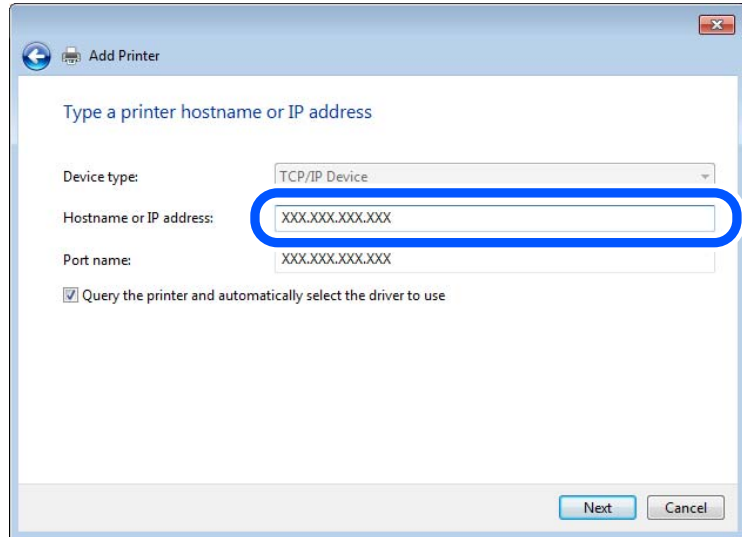 Add Printer
Type a printer hostname or IP address
Device type: TCP/IP Device
Hostname or IP address: XXX.XXX.XXX.XXX
Port name: XXX.XXX.XXX.XXX
Query the printer and automatically select the driver to use
Next Cancel